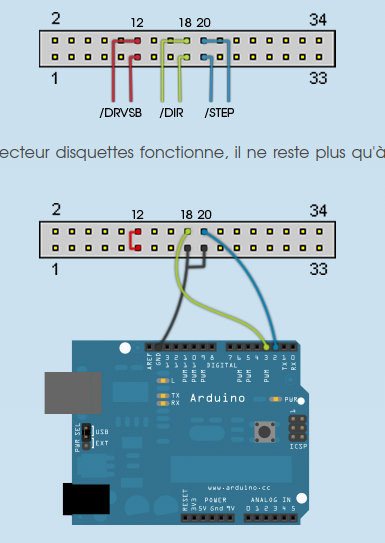 2 12 18 20 34
1 33
/DRVSB /DIR /STEP
ecteur disquettes fonctionne, il ne reste plus qu'à
2 12 18 20 34
1 33
AREF GND 13 12 11 10 9 8 7 6 5 4 3 2 1 0
PWM PWM PWM PWM PWM PWM TX RX
DIGITAL
L
TX
RX
Arduino
PWR
1
ICSP
PWR SEL
USB
EXT
www.arduino.cc
POWER ANALOG IN
RESET 3V3 5V Gnd 9V 0 1 2 3 4 5